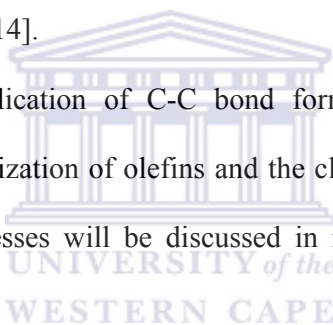 14].
lication of C-C bond form
ization of olefins and the cl
esses will be discussed in
UNIVERSITY of the
WESTERN CAPE